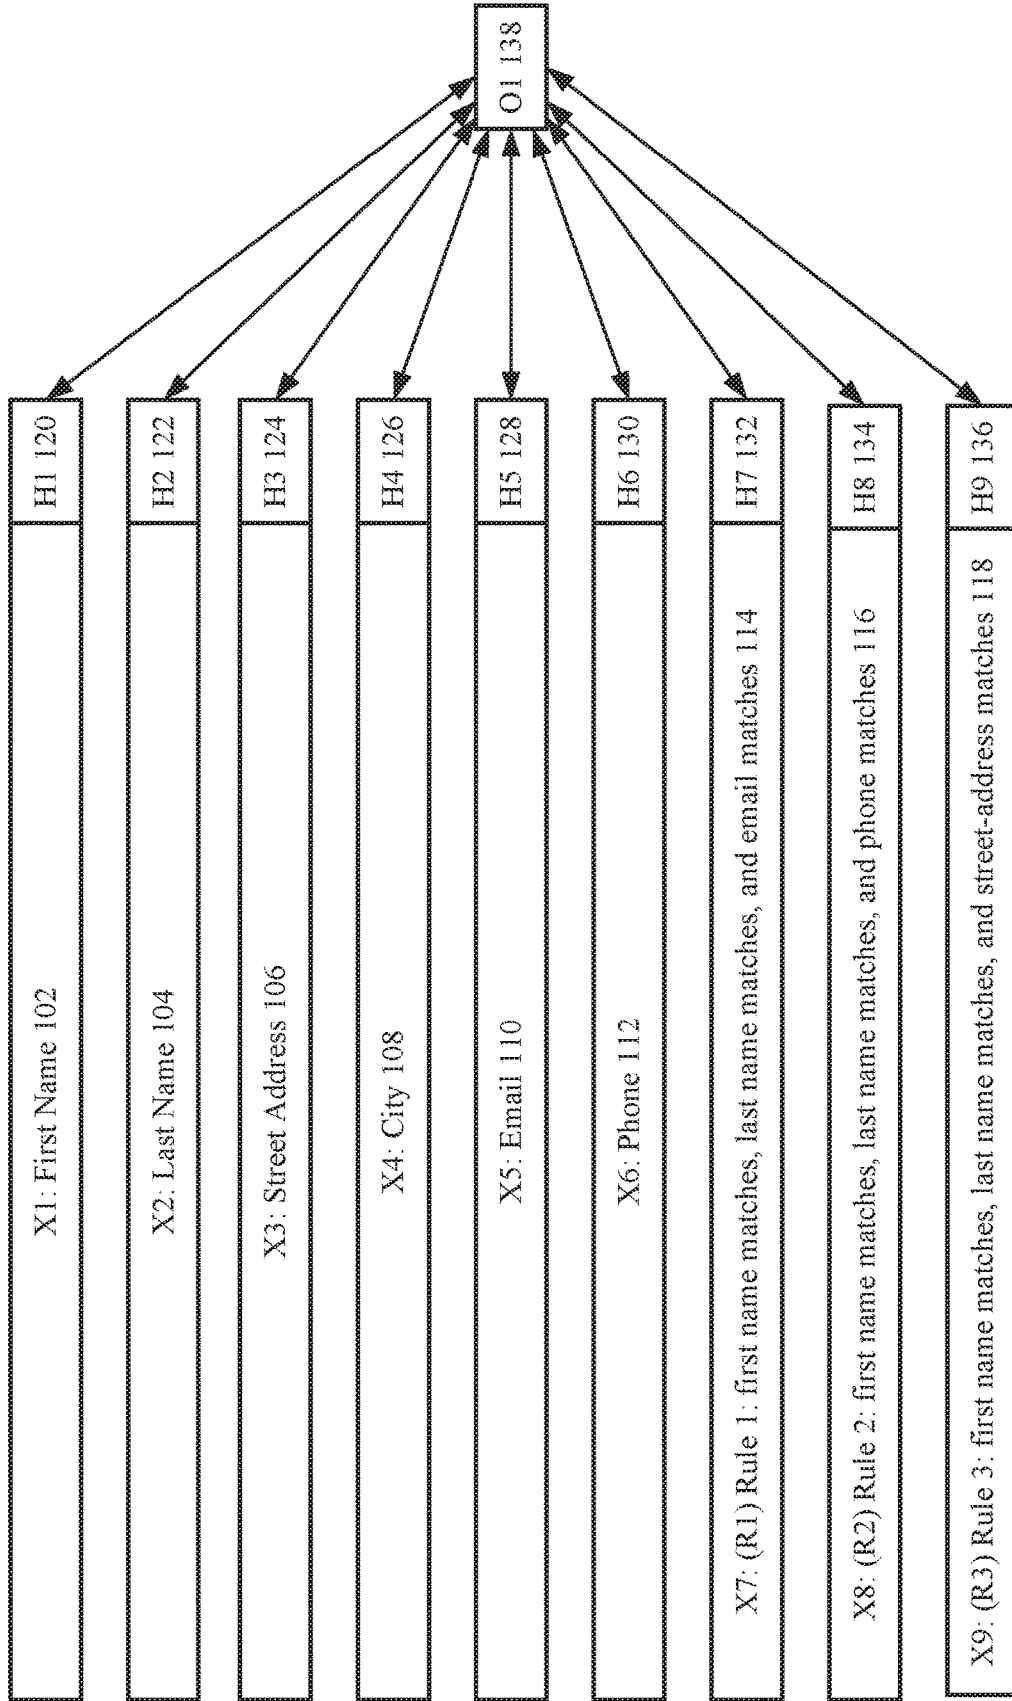 X1: First Name 102
H1 120
X2: Last Name 104
H2 122
X3: Street Address 106
H3 124
X4: City 108
H4 126
X5: Email 110
H5 128
X6: Phone 112
H6 130
X7: (R1) Rule 1: first name matches, last name matches, and email matches 114
H7 132
X8: (R2) Rule 2: first name matches, last name matches, and phone matches 116
H8 134
X9: (R3) Rule 3: first name matches, last name matches, and street-address matches 118
H9 136
O1 138